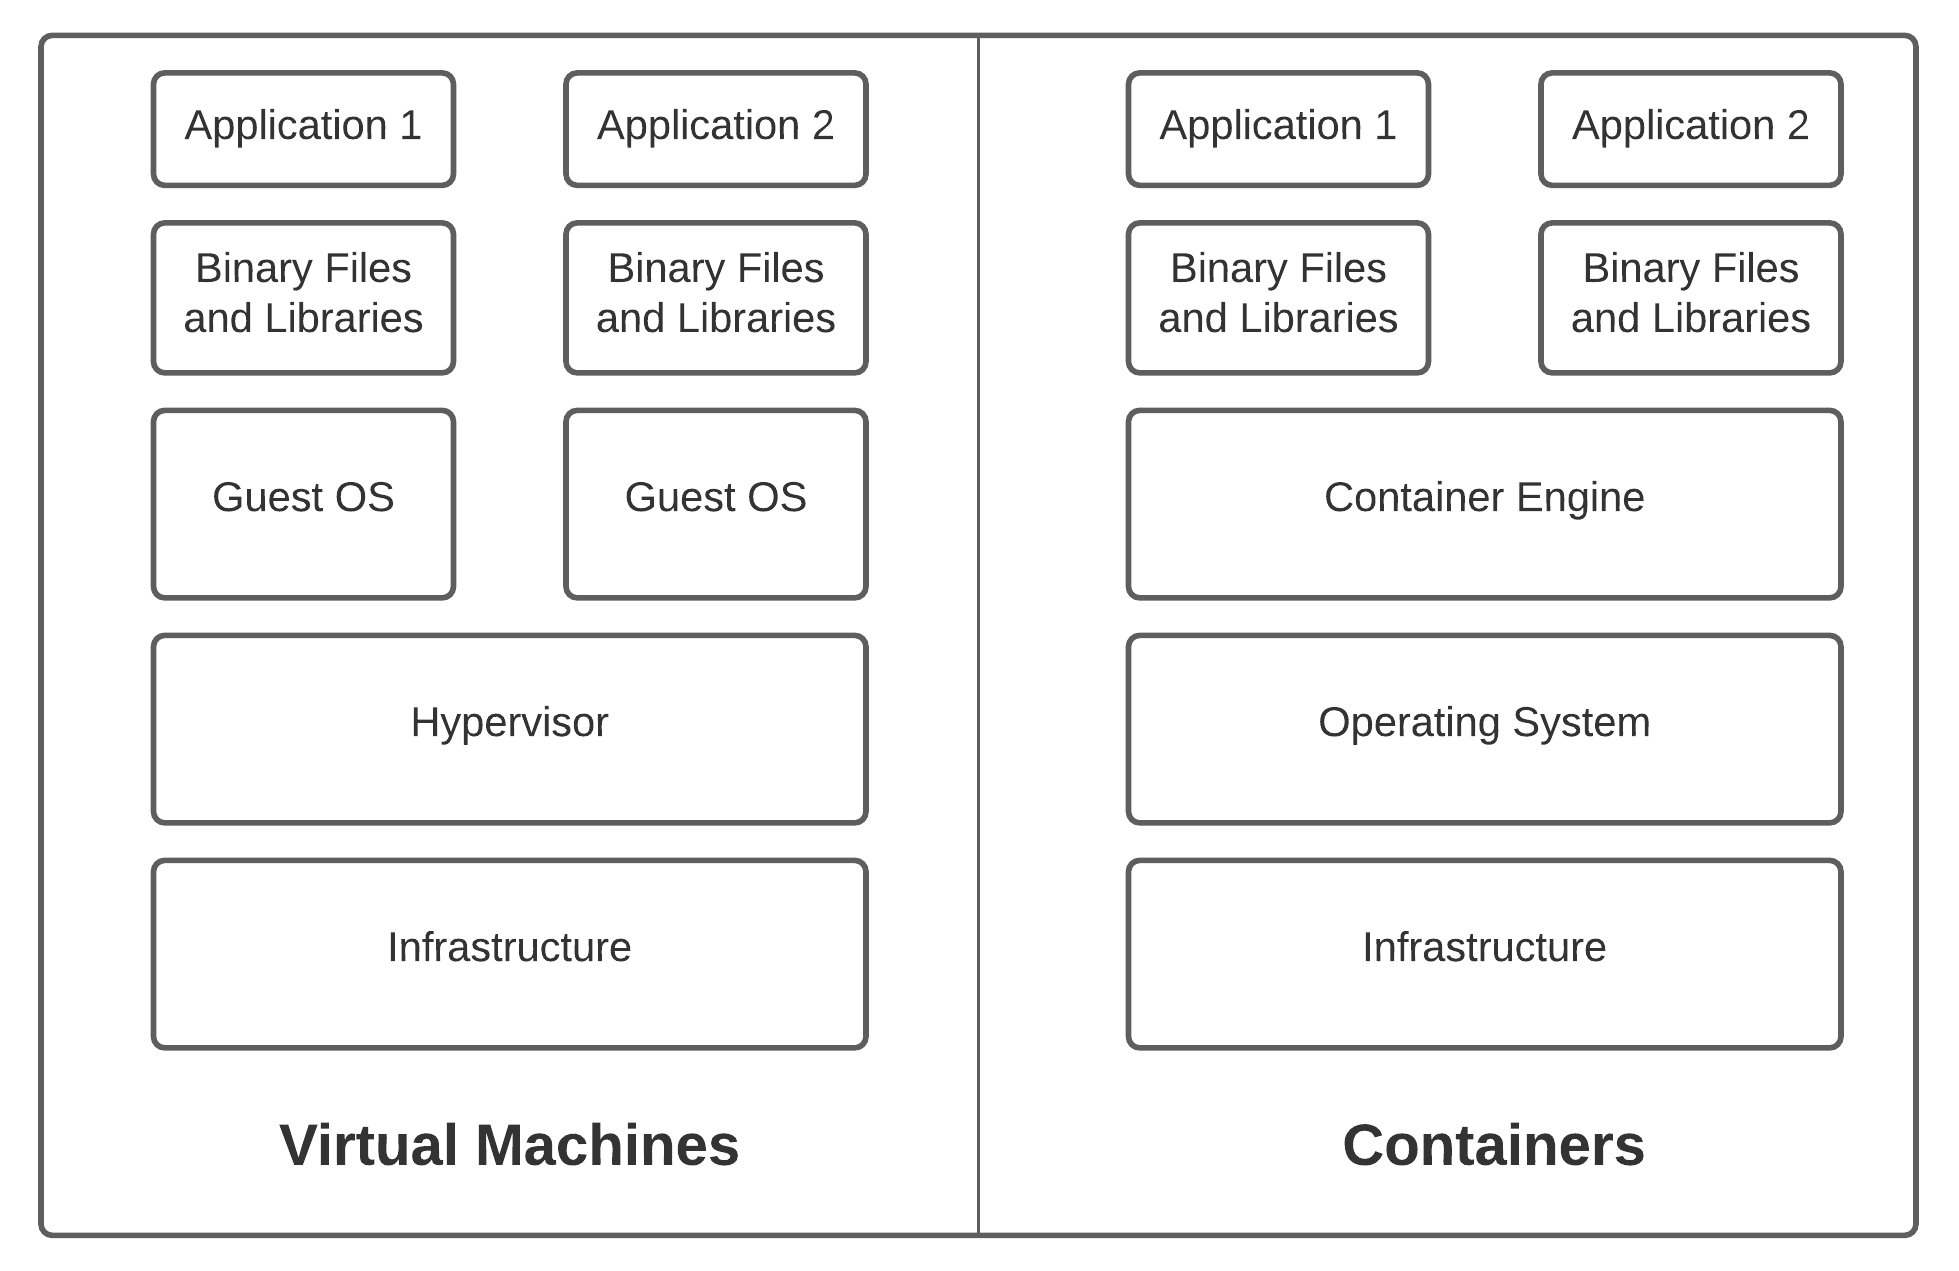 Application 1
Application 2
Binary Files
and Libraries
Binary Files
and Libraries
Guest OS
Guest OS
Hypervisor
Infrastructure
Virtual Machines
Application 1
Application 2
Binary Files
and Libraries
Binary Files
and Libraries
Container Engine
Operating System
Infrastructure
Containers